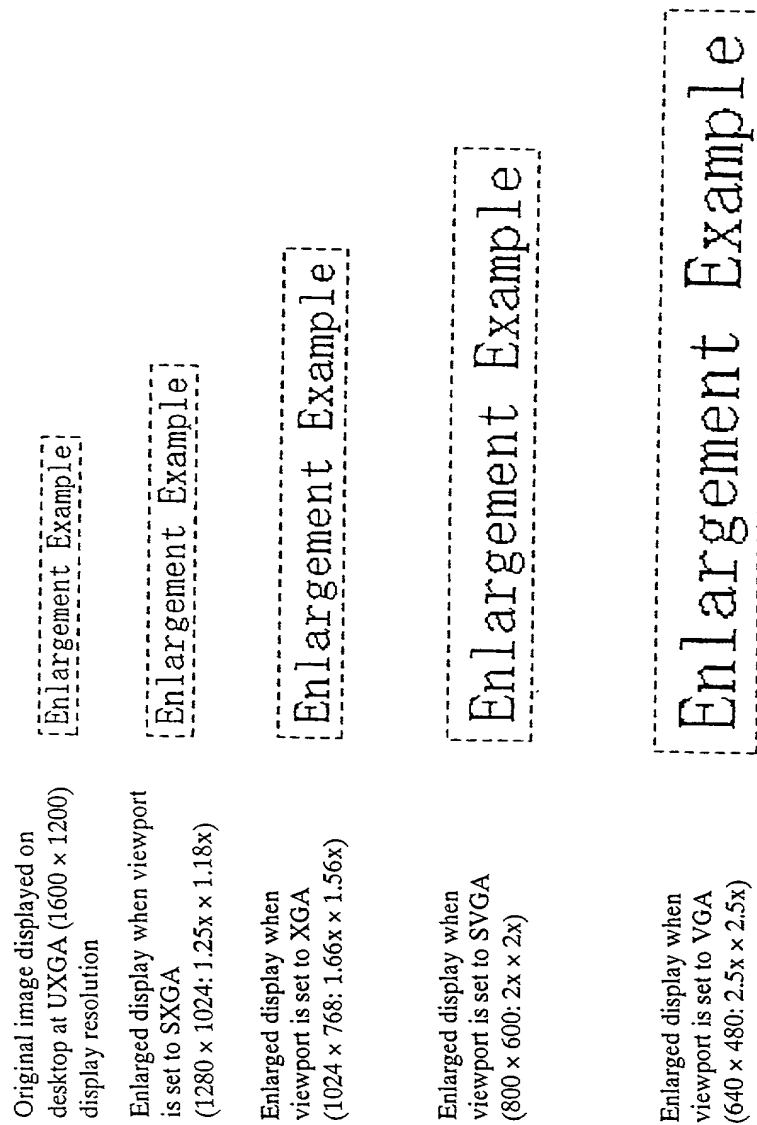 Original image displayed on
desktop at UXGA (1600 × 1200)
display resolution
Enlargement Example
Enlarged display when viewport
is set to SXGA
(1280 × 1024: 1.25x × 1.18x)
Enlargement Example
Enlarged display when
viewport is set to XGA
(1024 × 768: 1.66x × 1.56x)
Enlargement Example
Enlarged display when
viewport is set to SVGA
(800 × 600: 2x × 2x)
Enlargement Example
Enlarged display when
viewport is set to VGA
(640 × 480: 2.5x × 2.5x)
Enlargement Example